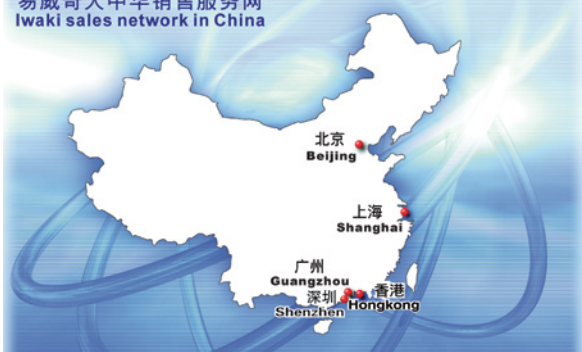 易威奇大中华销售服务网
Iwaki sales network in China
北京
Beijing
上海
Shanghai
广州
Guangzhou
深圳
Shenzhen
香港
Hongkong